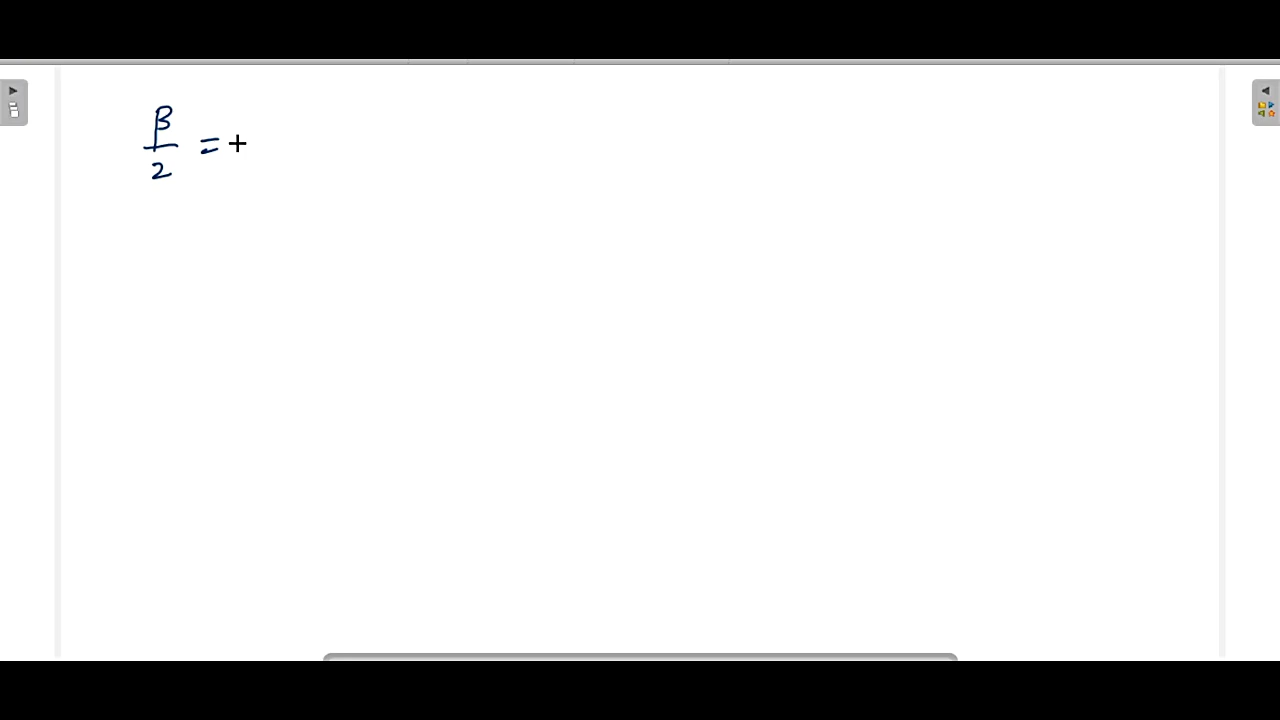 β/2 =